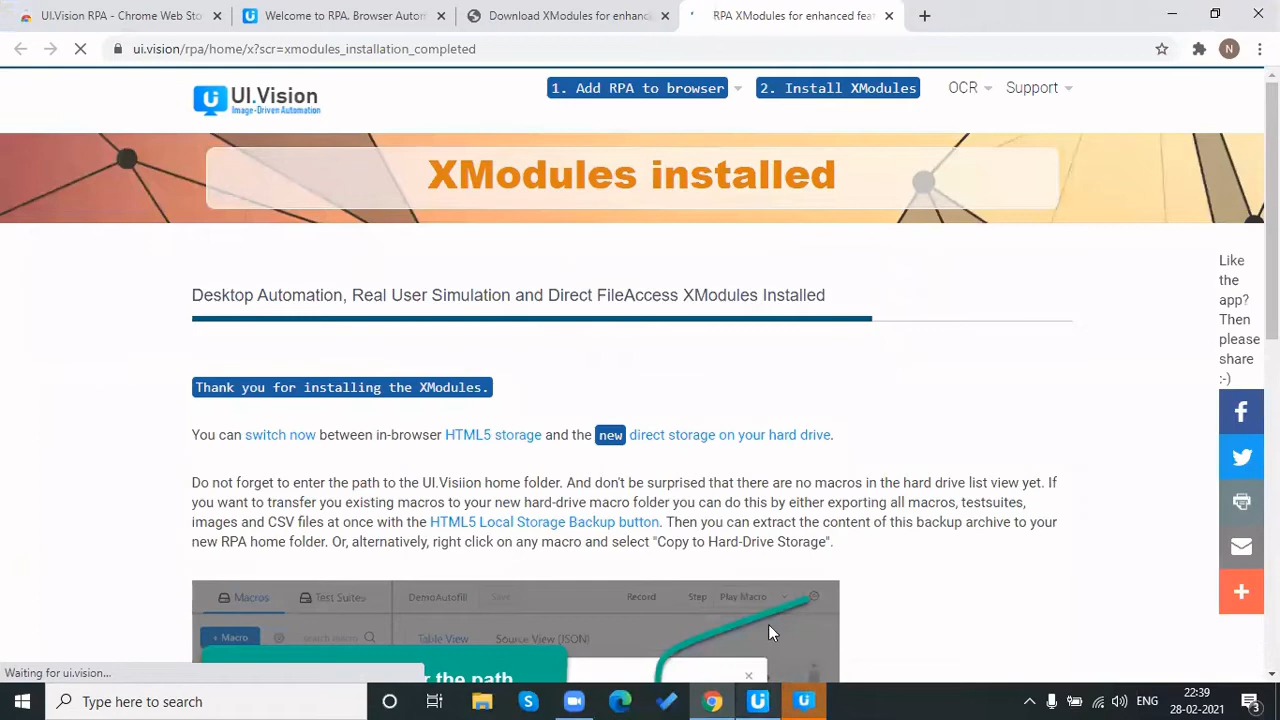 UI.Vision RPA - Chrome Web Sto
Welcome to RPA. Browser Autom
Download XModules for enhanc
RPA XModules for enhanced feat
ui.vision/rpa/home/x?scr=xmodules_installation_completed
N
UI.Vision
Image-Driven Automation
1. Add RPA to browser
2. Install XModules
OCR
Support
XModules installed
Like
the
app?
Then
please
share
:-)
Desktop Automation, Real User Simulation and Direct FileAccess XModules Installed
Thank you for installing the XModules.
You can switch now between in-browser HTML5 storage and the new direct storage on your hard drive.
Do not forget to enter the path to the UI.Visiion home folder. And don't be surprised that there are no macros in the hard drive list view yet. If
you want to transfer you existing macros to your new hard-drive macro folder you can do this by either exporting all macros, testsuites,
images and CSV files at once with the HTML5 Local Storage Backup button. Then you can extract the content of this backup archive to your
new RPA home folder. Or, alternatively, right click on any macro and select "Copy to Hard-Drive Storage".
Macros
Test Suites
DemoAutofill
Save
Record
Step
Play Macro
+ Macro
search macro
Table View
Source View (JSON)
the path
Waiting for ui.vision...
Type here to search
ENG
22:39
28-02-2021
3